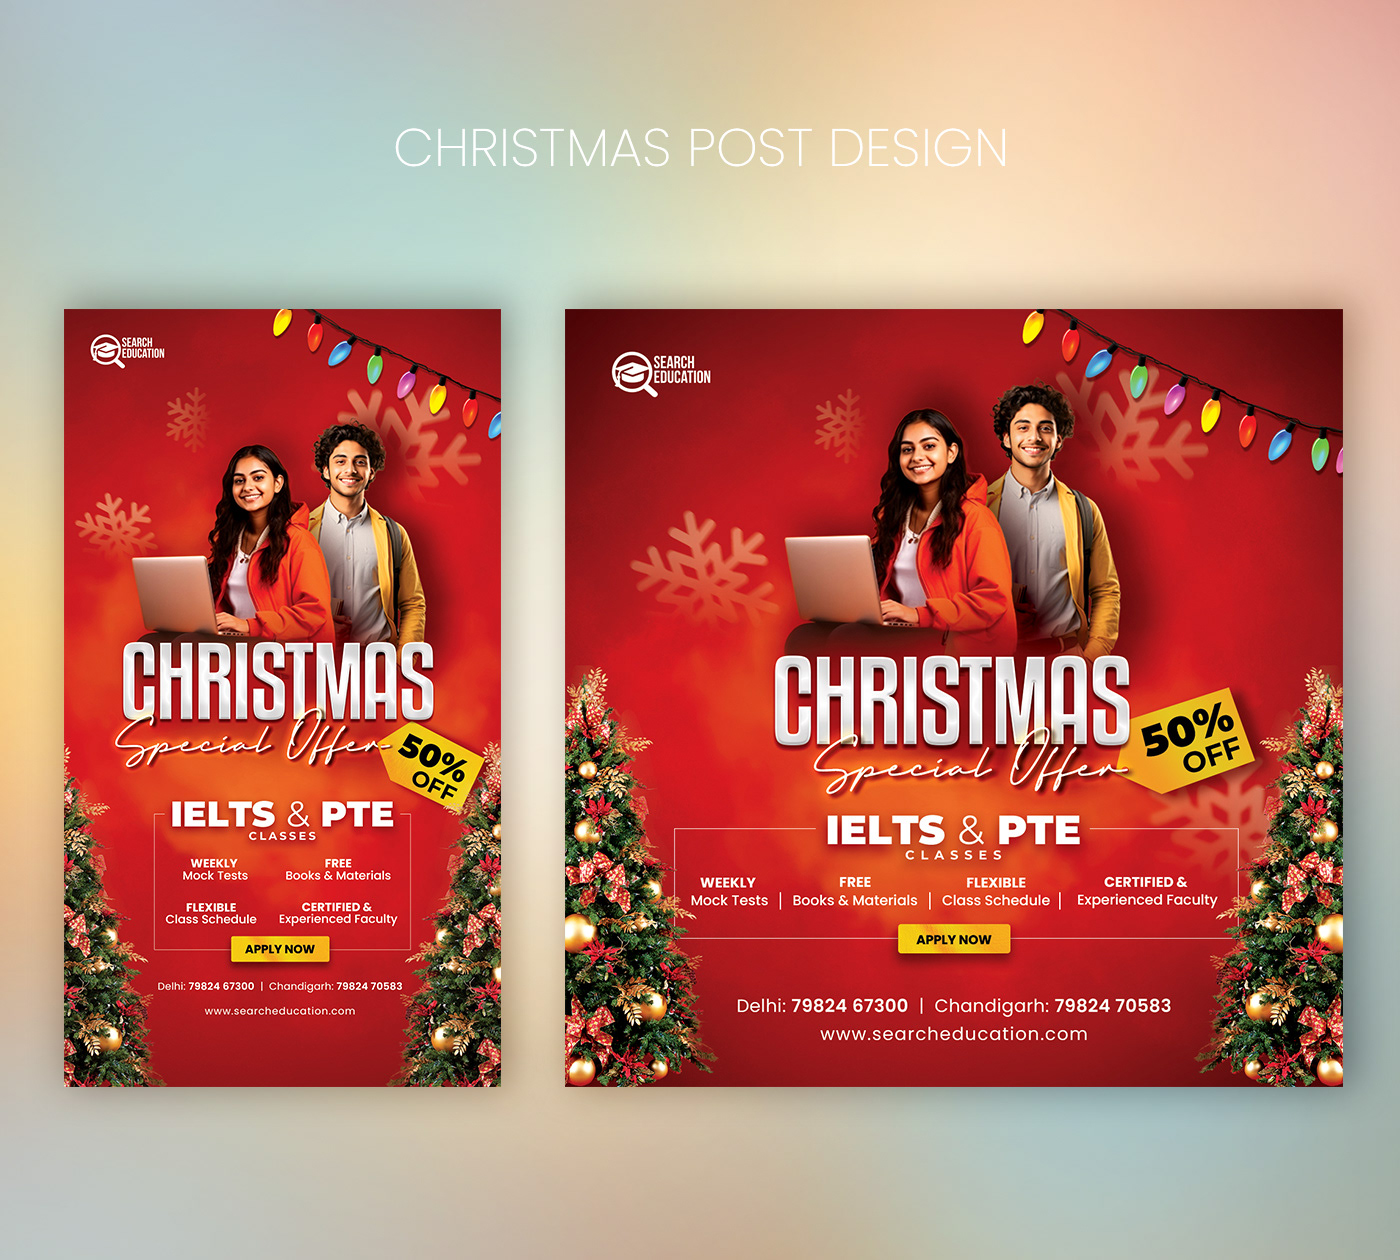 CHRISTMAS POST DESIGN
SEARCH
EDUCATION
CHRISTMAS
Special Offer
50%
OFF
IELTS & PTE
CLASSES
WEEKLY
Mock Tests
FREE
Books & Materials
FLEXIBLE
Class Schedule
CERTIFIED &
Experienced Faculty
APPLY NOW
Delhi: 79824 67300 | Chandigarh: 79824 70583
www.searcheducation.com
SEARCH
EDUCATION
CHRISTMAS
Special Offer
50%
OFF
IELTS & PTE
CLASSES
WEEKLY
Mock Tests
FREE
Books & Materials
FLEXIBLE
Class Schedule
CERTIFIED &
Experienced Faculty
APPLY NOW
Delhi: 79824 67300 | Chandigarh: 79824 70583
www.searcheducation.com